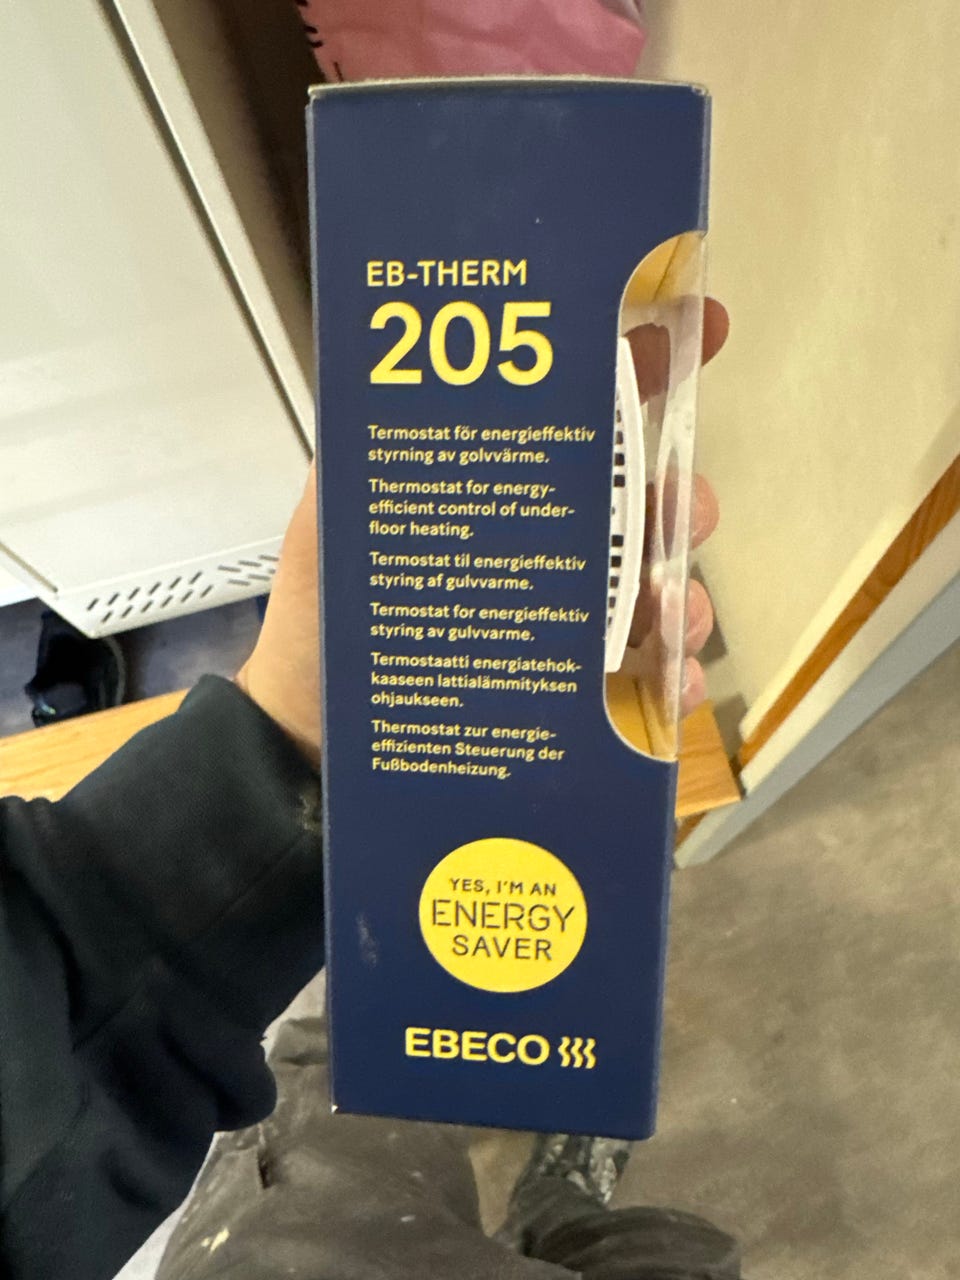 EB-THERM
205
Termostat för energieffektiv
styrning av golvvärme.
Thermostat for energy-
efficient control of under-
floor heating.
Termostat til energieffektiv
styring af gulvvarme.
Termostat for energieffektiv
styring av gulvvarme.
Termostaatti energiatehok-
kaaseen lattialämmityksen
ohjaukseen.
Thermostat zur energie-
effizienten Steuerung der
Fußbodenheizung.
YES, I'M AN
ENERGY
SAVER
EBECO